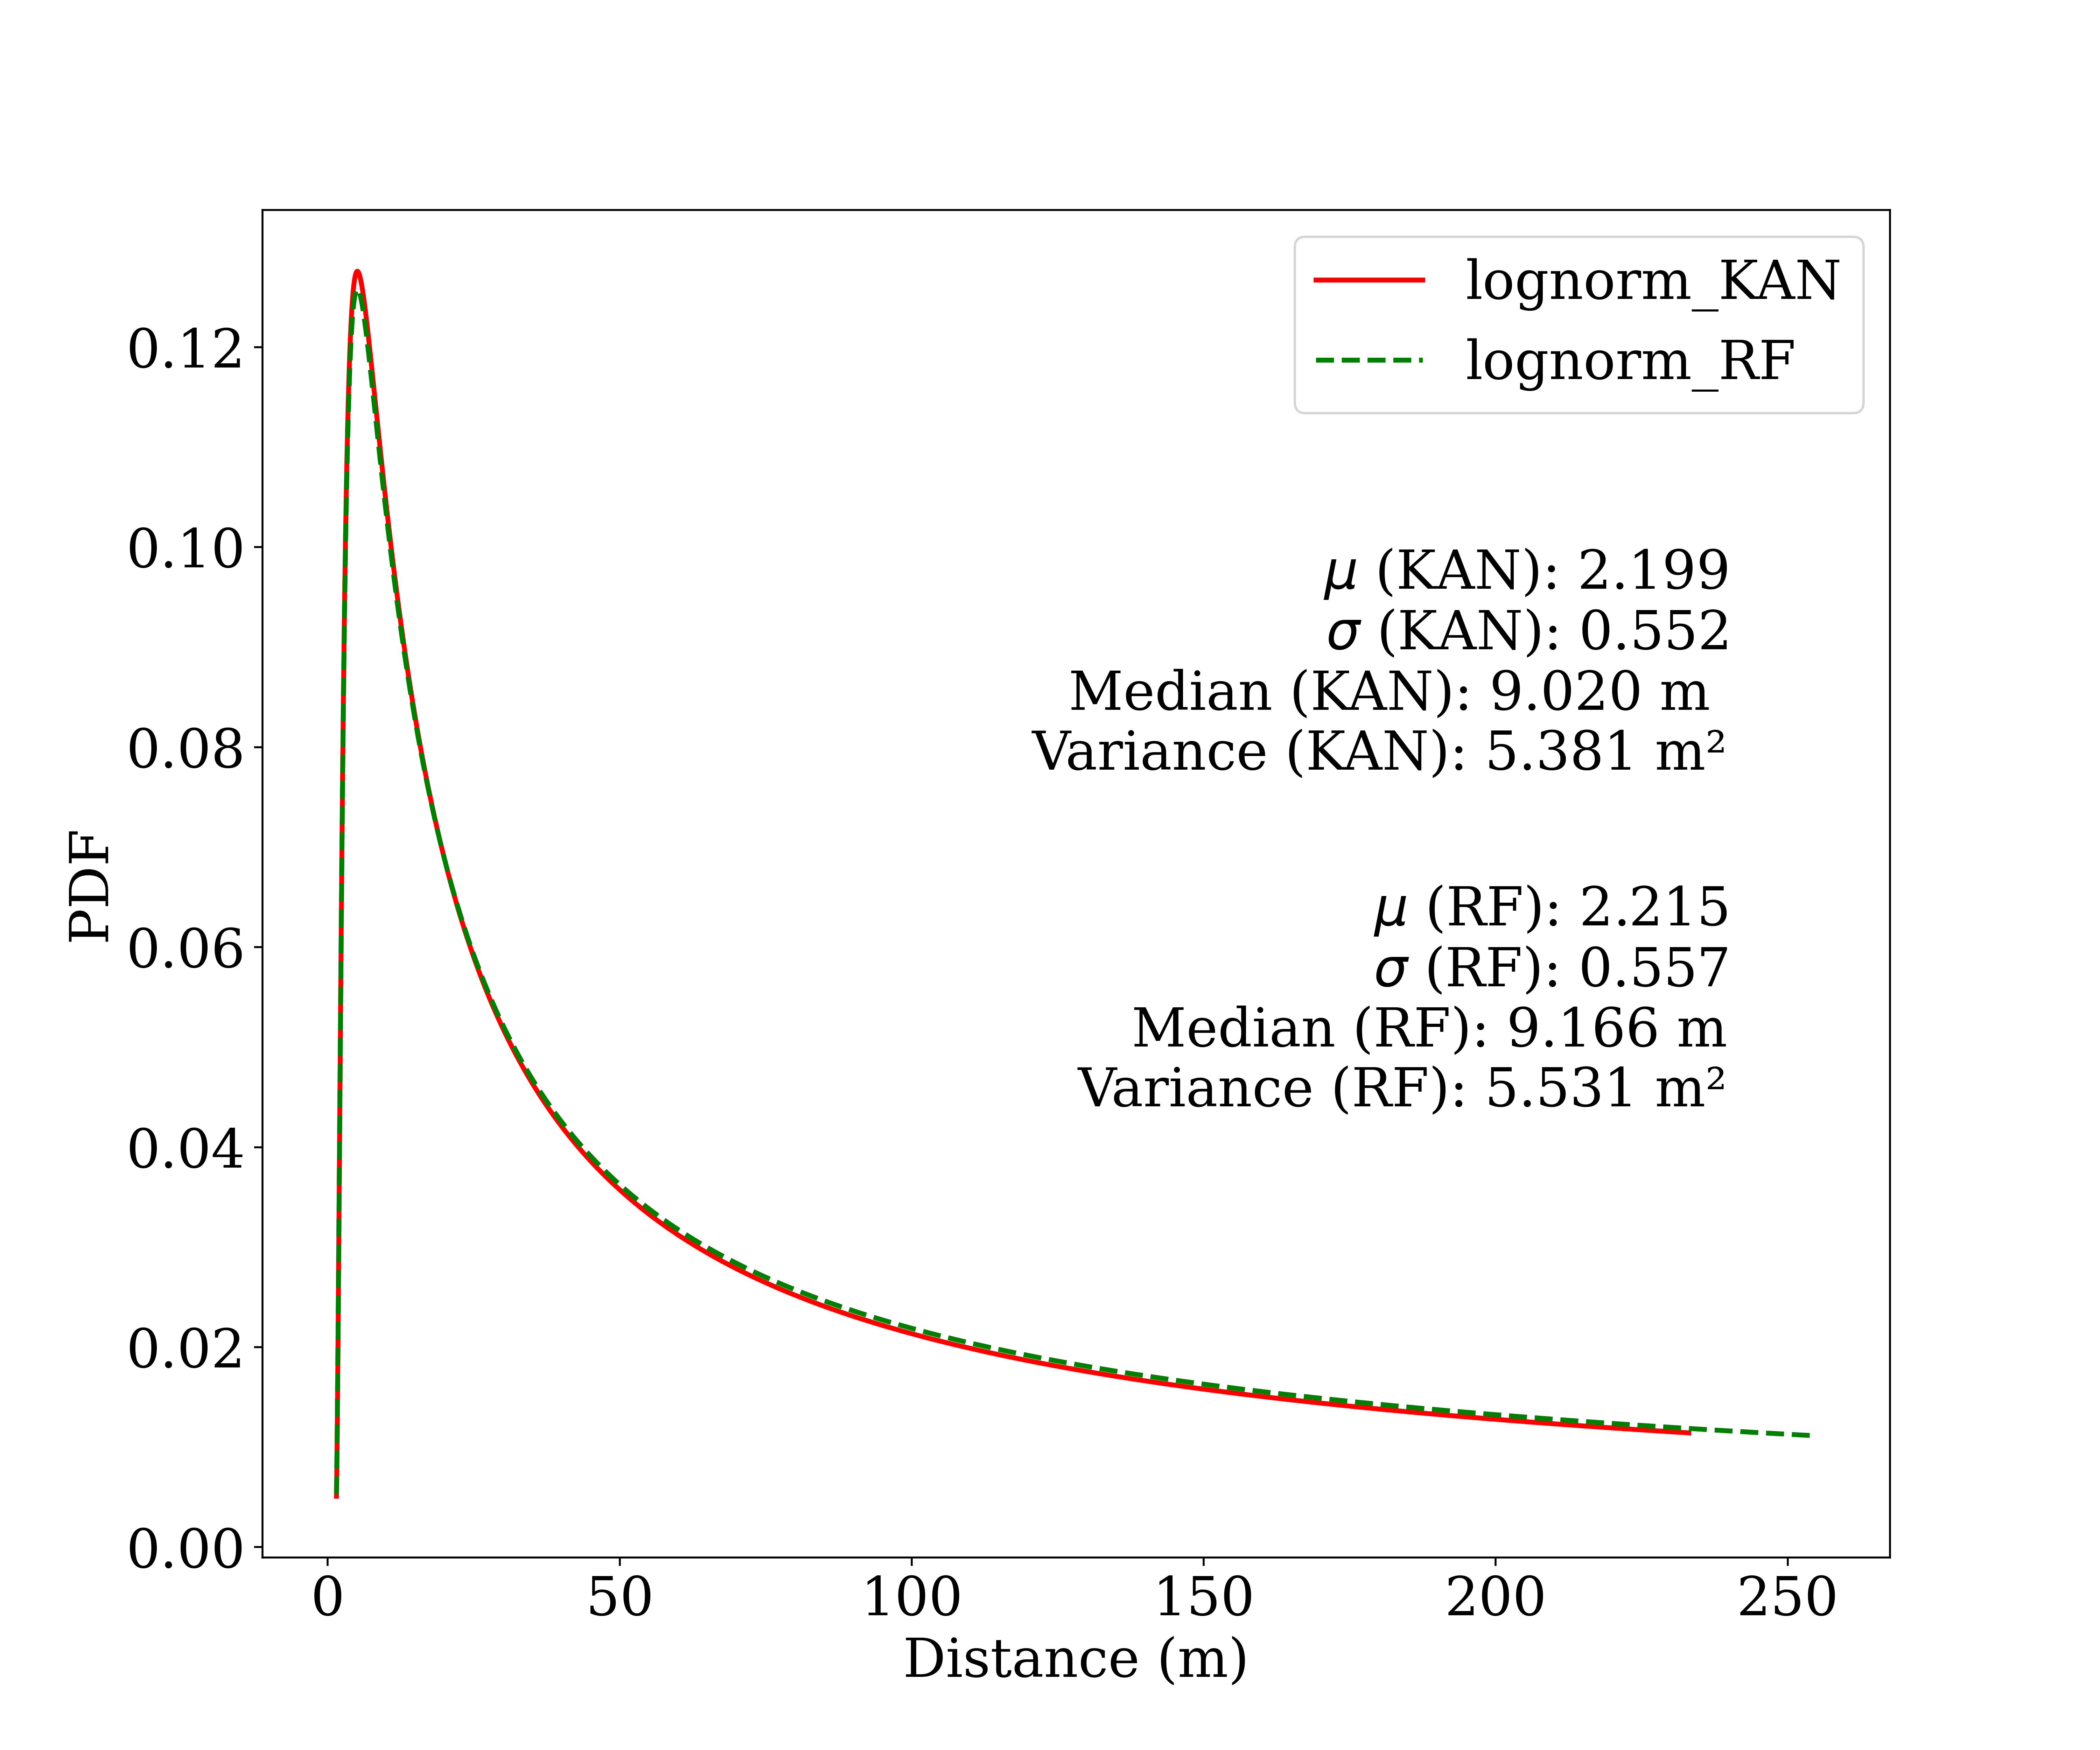 lognorm_KAN
lognorm_RF
μ (KAN): 2.199
σ (KAN): 0.552
Median (KAN): 9.020 m
Variance (KAN): 5.381 m²
μ (RF): 2.215
σ (RF): 0.557
Median (RF): 9.166 m
Variance (RF): 5.531 m²
PDF
0.12
0.10
0.08
0.06
0.04
0.02
0.00
0 50 100 150 200 250
Distance (m)